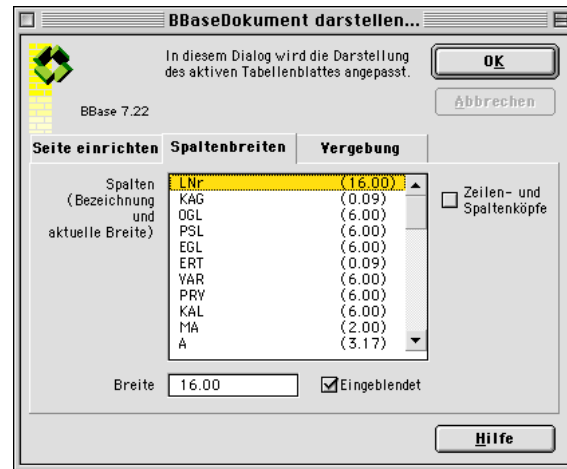 BBaseDokument darstellen...
In diesem Dialog wird die Darstellung
des aktiven Tabellenblattes angepasst.
OK
Abbrechen
BBase 7.22
Seite einrichten Spaltenbreiten Vergebung
Spalten
(Bezeichnung
und
aktuelle Breite)
LNr (16.00)
KAG (0.09)
OGL (6.00)
PSL (6.00)
EGL (6.00)
ERT (0.09)
VAR (6.00)
PRV (6.00)
KAL (6.00)
MA (2.00)
A (3.17)
Zeilen- und
Spaltenköpfe
Breite 16.00 Eingeblendet
Hilfe